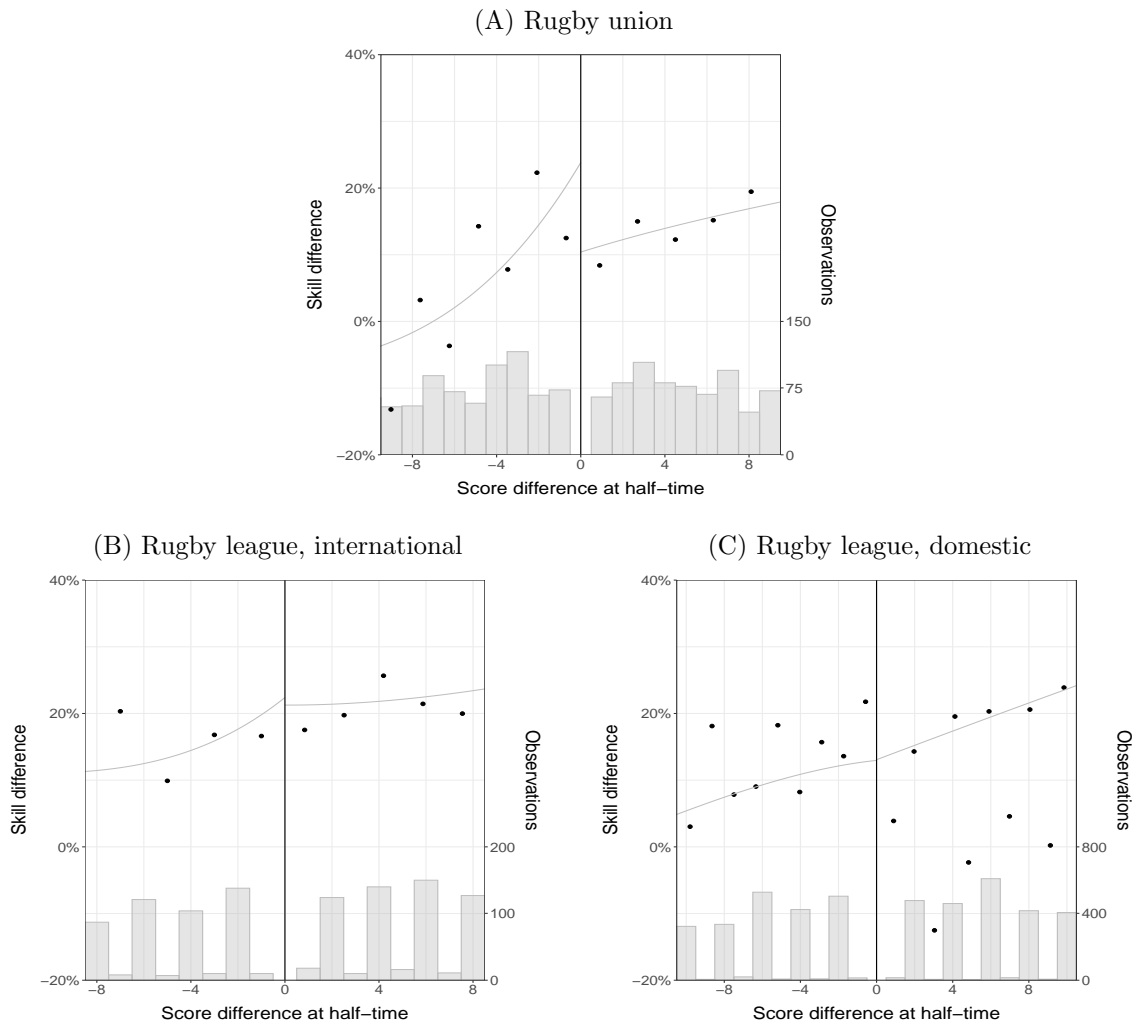 (A) Rugby union
40%
20%
0%
−20%
Skill difference
150
75
0
Observations
−8 −4 0 4 8
Score difference at half−time
(B) Rugby league, international
40%
20%
0%
−20%
Skill difference
200
100
0
Observations
−8 −4 0 4 8
Score difference at half−time
(C) Rugby league, domestic
40%
20%
0%
−20%
Skill difference
800
400
0
Observations
−8 −4 0 4 8
Score difference at half−time